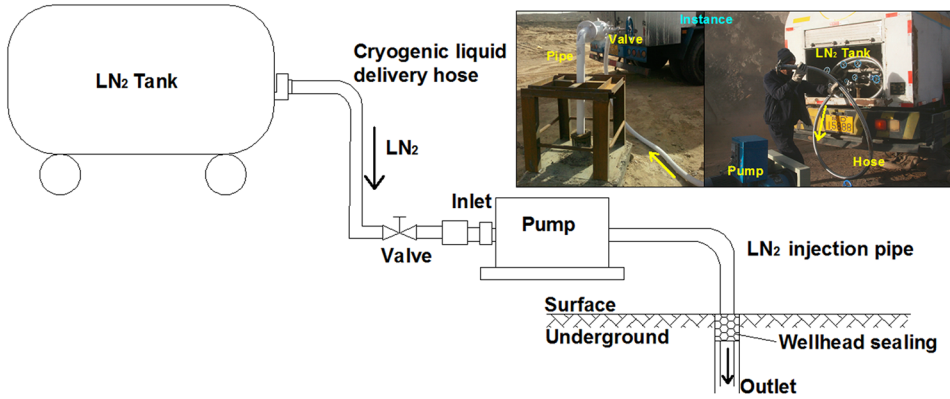 LN2 Tank
Cryogenic liquid
delivery hose
LN2
Inlet
Valve
Pump
LN2 injection pipe
Surface
Underground
Wellhead sealing
Outlet
Instance
Valve
Pipe
LN2 Tank
Hose
Pump